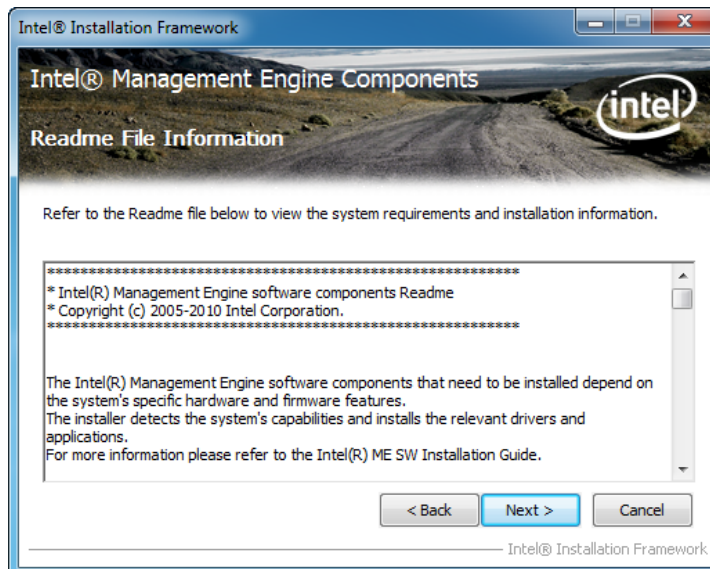 Intel® Installation Framework
Intel® Management Engine Components
intel
Readme File Information
Refer to the Readme file below to view the system requirements and installation information.
*********************************************************
* Intel(R) Management Engine software components Readme
* Copyright (c) 2005-2010 Intel Corporation.
*********************************************************
The Intel(R) Management Engine software components that need to be installed depend on
the system's specific hardware and firmware features.
The installer detects the system's capabilities and installs the relevant drivers and
applications.
For more information please refer to the Intel(R) ME SW Installation Guide.
< Back Next > Cancel
Intel® Installation Framework